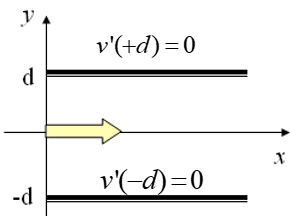 y
v'(+d) = 0
d
x
v'(−d) = 0
-d